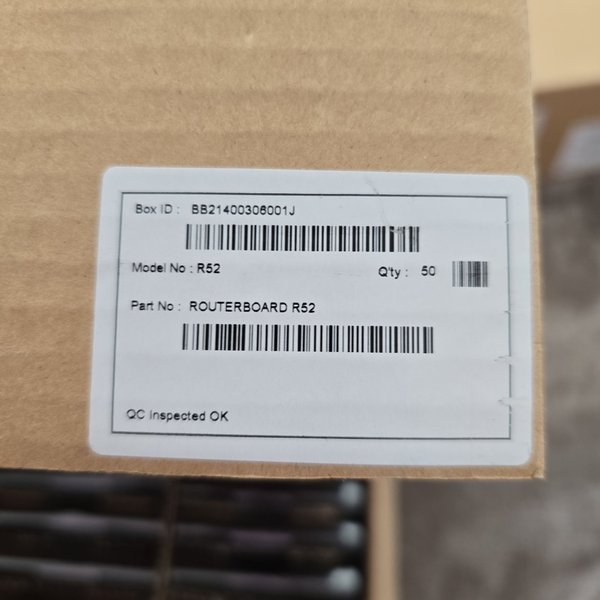 Box ID : BB21400306001J
Model No : R52 Q'ty : 50
Part No : ROUTERBOARD R52
QC Inspected OK